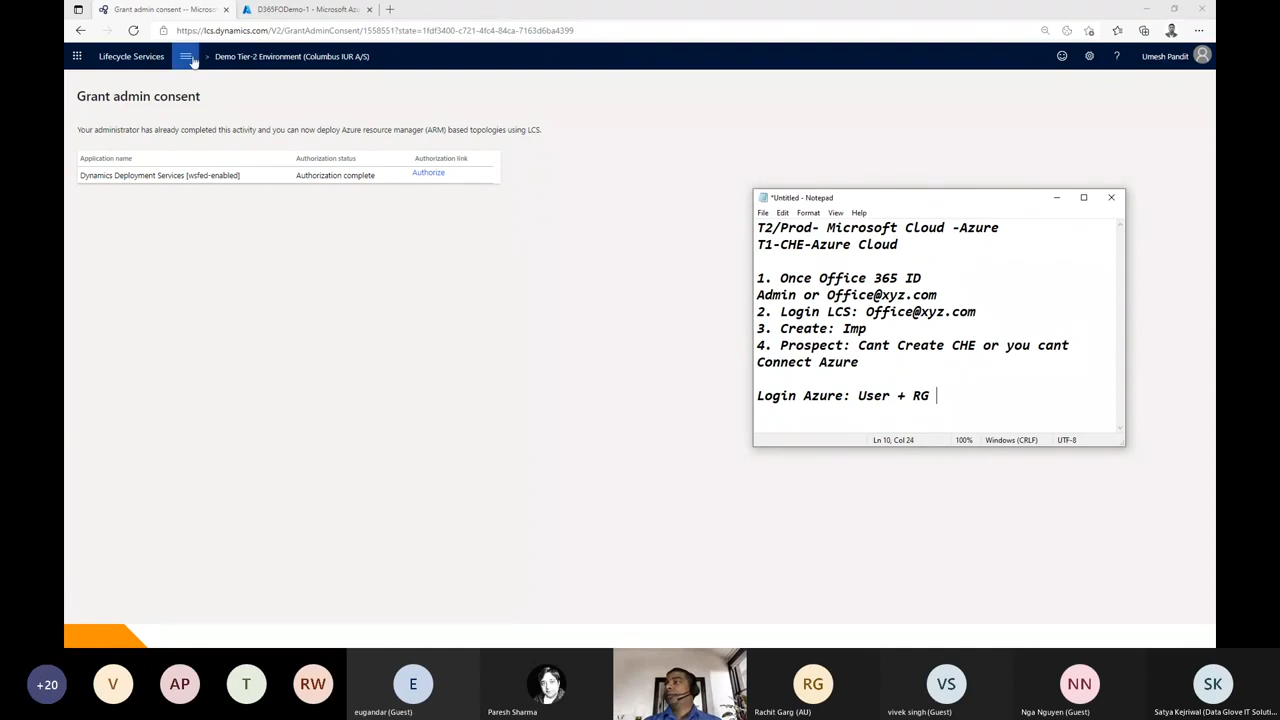 Grant admin consent -- Micros
D365FODemo-1 - Microsoft Az
https://lcs.dynamics.com/V2/GrantAdminConsent/1558551?state=1fdf3400-c721-4fc4-84ca-7163d6ba4399
Lifecycle Services
> Demo Tier-2 Environment (Columbus IUR A/S)
?
Umesh Pandit
Grant admin consent
Your administrator has already completed this activity and you can now deploy Azure resource manager (ARM) based topologies using LCS.
Application name Authorization status Authorization link
Dynamics Deployment Services [wsfed-enabled] Authorization complete Authorize
*Untitled - Notepad
File Edit Format View Help
T2/Prod- Microsoft Cloud -Azure
T1-CHE-Azure Cloud
1. Once Office 365 ID
Admin or Office@xyz.com
2. Login LCS: Office@xyz.com
3. Create: Imp
4. Prospect: Cant Create CHE or you cant
Connect Azure
Login Azure: User + RG
Ln 10, Col 24 100% Windows (CRLF) UTF-8
+20 V AP T RW E RG VS NN SK
eugandar (Guest) Paresh Sharma Rachit Garg (AU) vivek singh (Guest) Nga Nguyen (Guest) Satya Kejriwal (Data Glove IT Soluti...